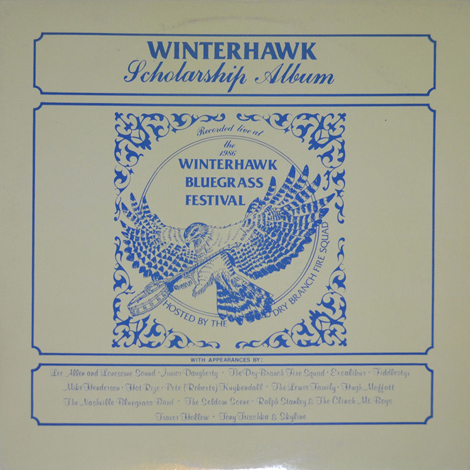 WINTERHAWK
Scholarship Album
Recorded live at
the
1986
WINTERHAWK
BLUEGRASS
FESTIVAL
HOSTED BY THE DRY BRANCH FIRE SQUAD
WITH APPEARANCES BY:
Lee Allen and Lonesome Sound · James Daugherty · The Dry Branch Fire Squad · Excalibur ·
Mike Henderson · Hot Rize · Pete (Roberts) Kuykendall · The Lewis Family · Hugh Moffatt
The Nashville Bluegrass Band · The Seldom Scene · Ralph Stanley & The Clinch Mt. Boys
Traver Hollow · Tony Trischka & Skyline